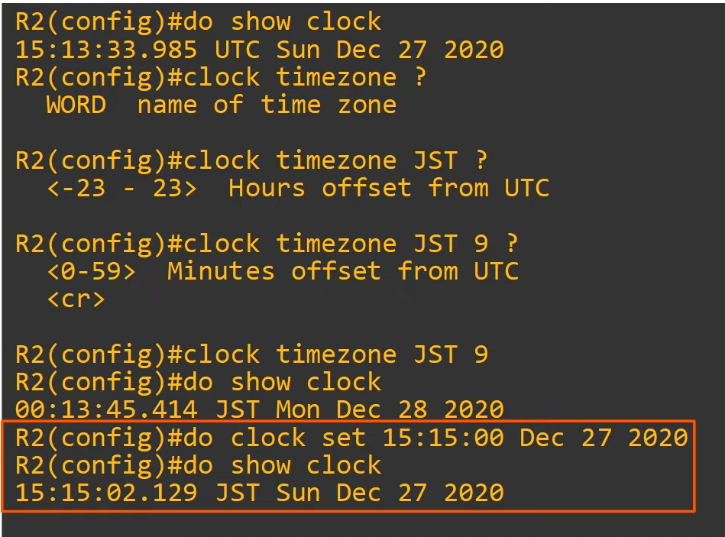 R2(config)#do show clock
15:13:33.985 UTC Sun Dec 27 2020
R2(config)#clock timezone ?
  WORD  name of time zone

R2(config)#clock timezone JST ?
  <-23 - 23>  Hours offset from UTC

R2(config)#clock timezone JST 9 ?
  <0-59>  Minutes offset from UTC
  <cr>

R2(config)#clock timezone JST 9
R2(config)#do show clock
00:13:45.414 JST Mon Dec 28 2020
R2(config)#do clock set 15:15:00 Dec 27 2020
R2(config)#do show clock
15:15:02.129 JST Sun Dec 27 2020